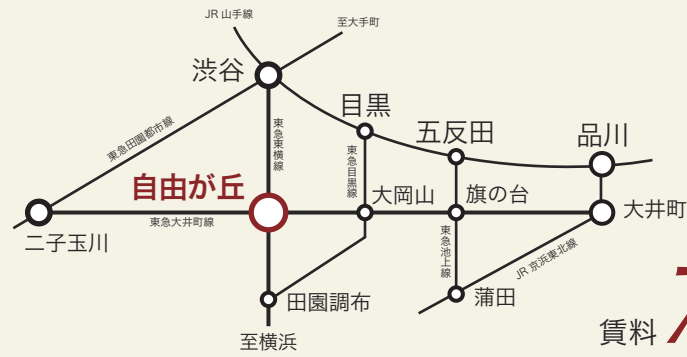 JR 山手線
至大手町
渋谷
目黒
五反田
品川
東急田園都市線
東急東横線
東急目黒線
自由が丘
大岡山
旗の台
大井町
東急大井町線
二子玉川
東急池上線
JR 京浜東北線
田園調布
蒲田
至横浜
賃料